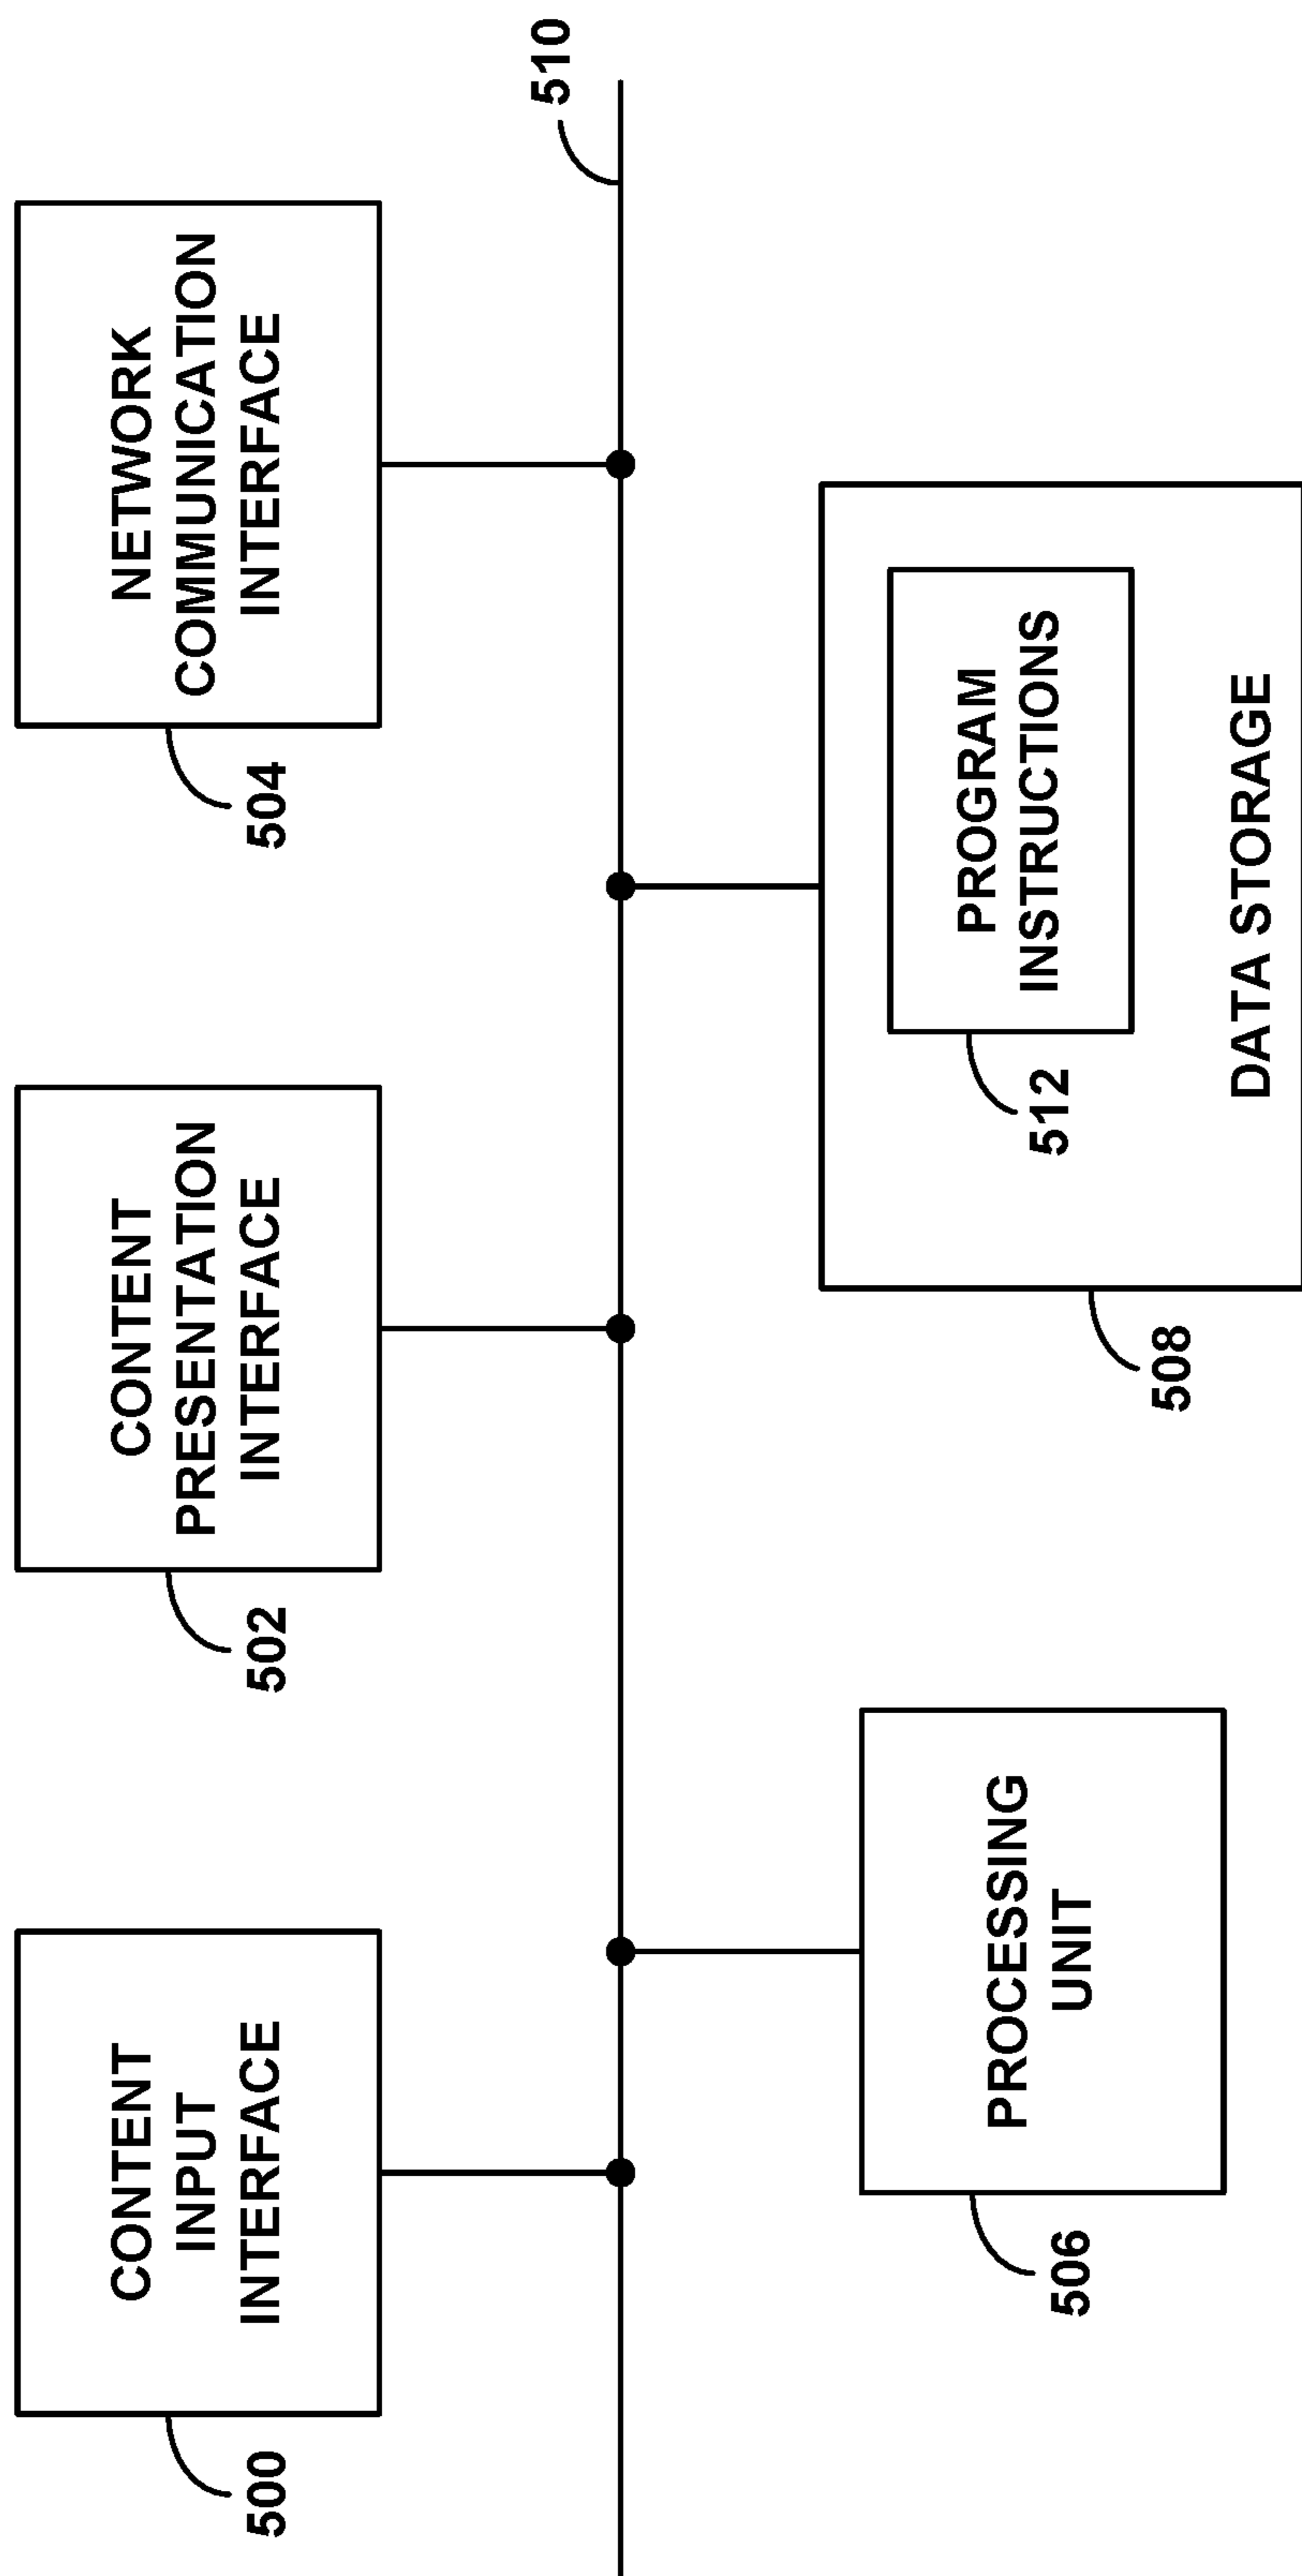 500
CONTENT
INPUT
INTERFACE
502
CONTENT
PRESENTATION
INTERFACE
504
NETWORK
COMMUNICATION
INTERFACE
510
506
PROCESSING
UNIT
508
512
PROGRAM
INSTRUCTIONS
DATA STORAGE